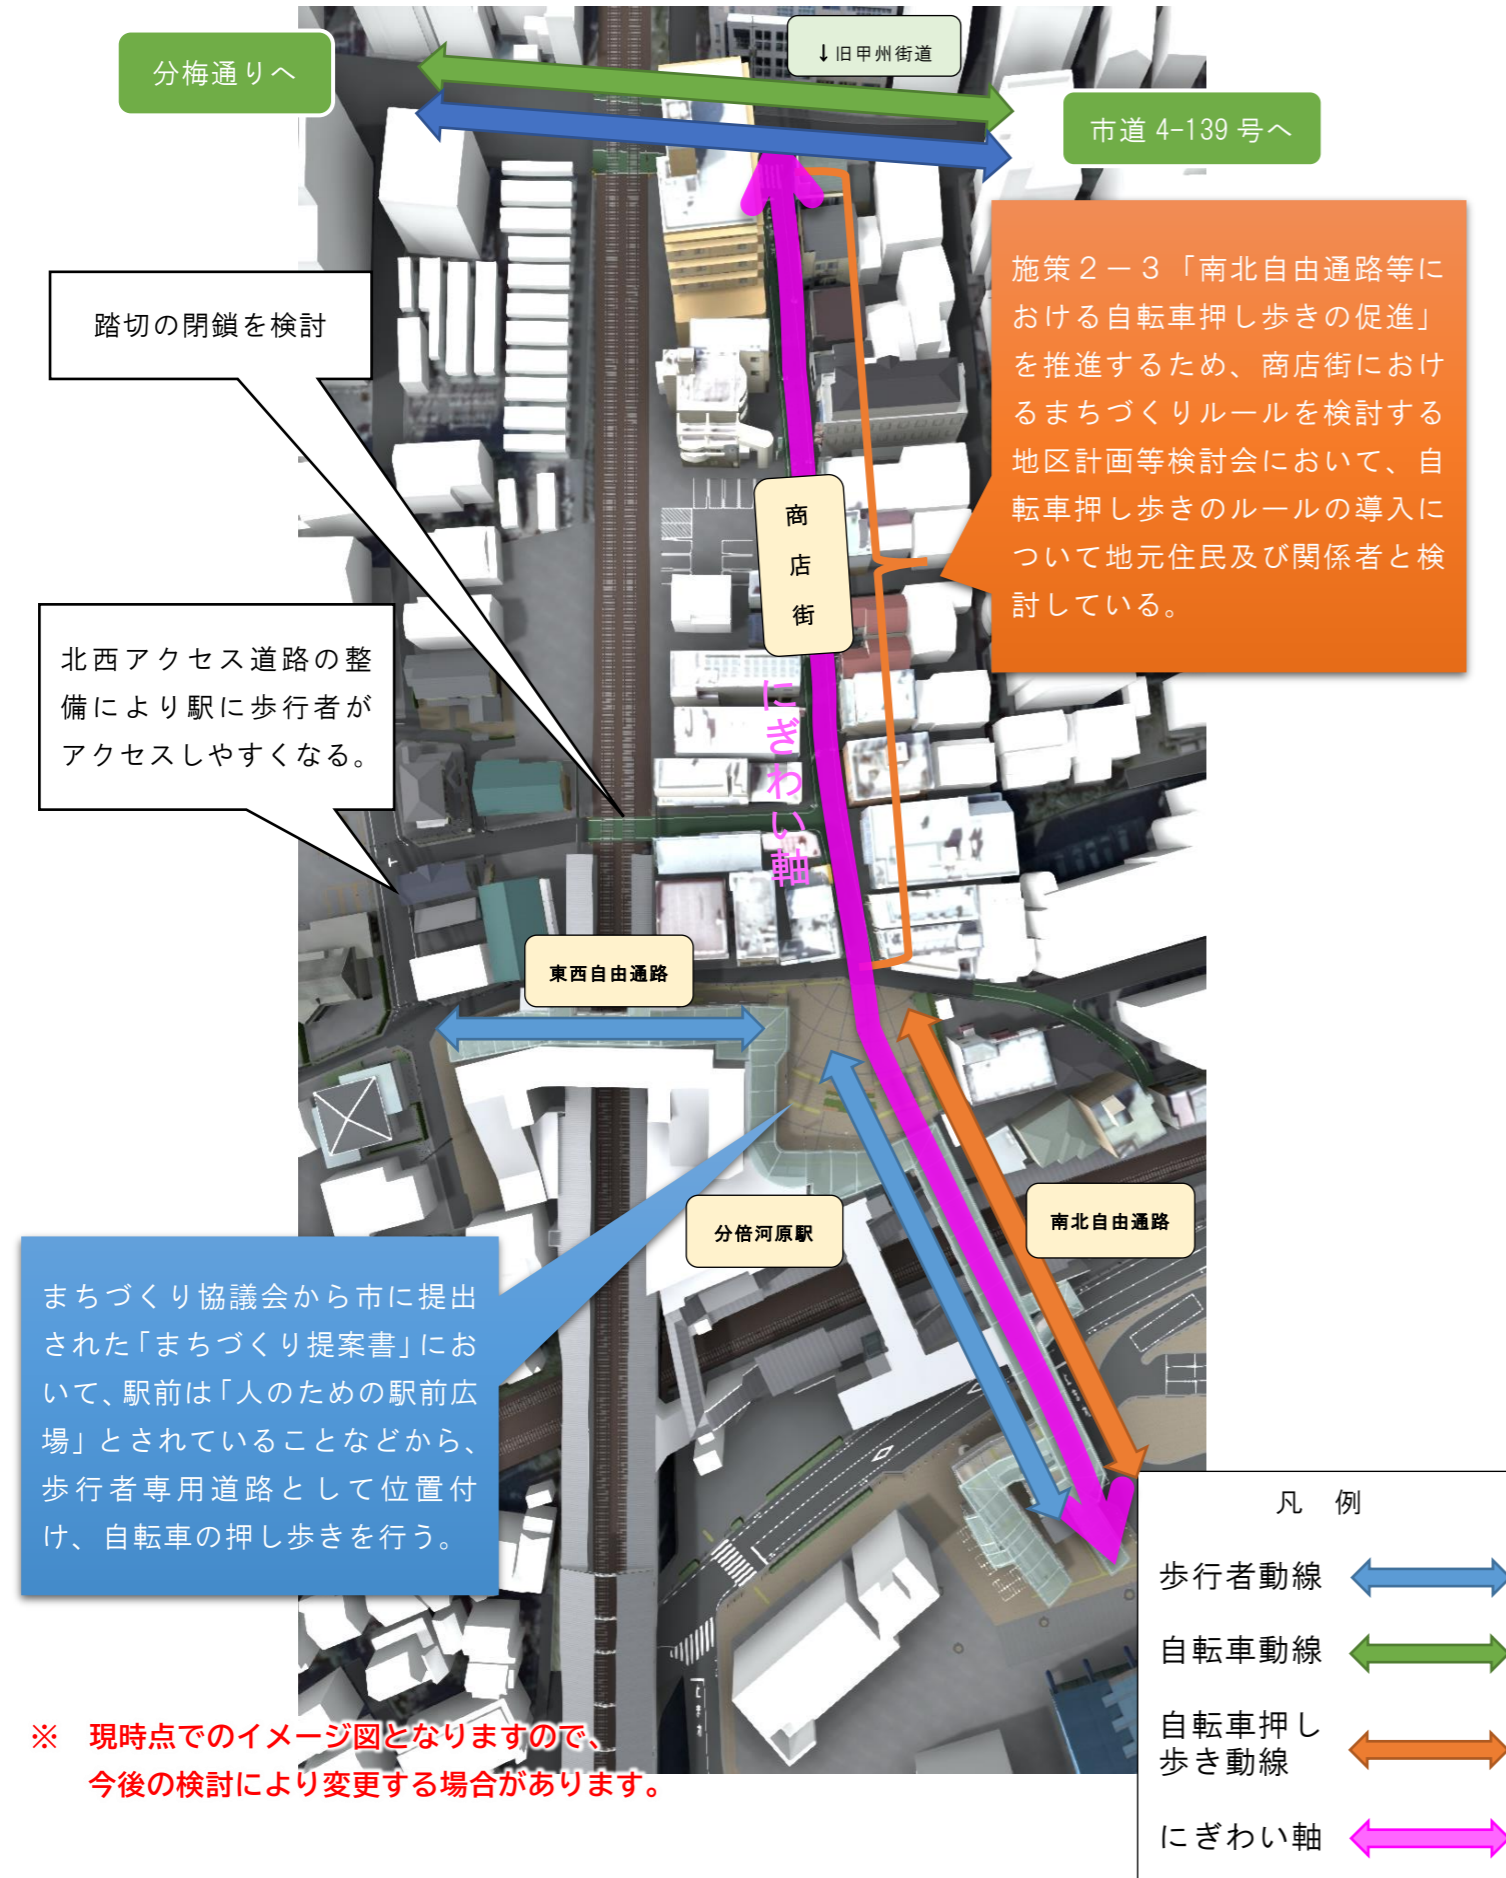 ↓旧甲州街道
分梅通りへ
市道 4-139 号へ
施策２－３「南北自由通路等に
おける自転車押し歩きの促進」
を推進するため、商店街におけ
るまちづくりルールを検討する
地区計画等検討会において、自
転車押し歩きのルールの導入に
ついて地元住民及び関係者と検
討している。
踏切の閉鎖を検討
商店街
北西アクセス道路の整
備により駅に歩行者が
アクセスしやすくなる。
にぎわい軸
東西自由通路
分倍河原駅
南北自由通路
まちづくり協議会から市に提出
された「まちづくり提案書」にお
いて、駅前は「人のための駅前広
場」とされていることなどから、
歩行者専用道路として位置付
け、自転車の押し歩きを行う。
凡　例
歩行者動線
自転車動線
自転車押し
歩き動線
にぎわい軸
※　現時点でのイメージ図となりますので、
今後の検討により変更する場合があります。